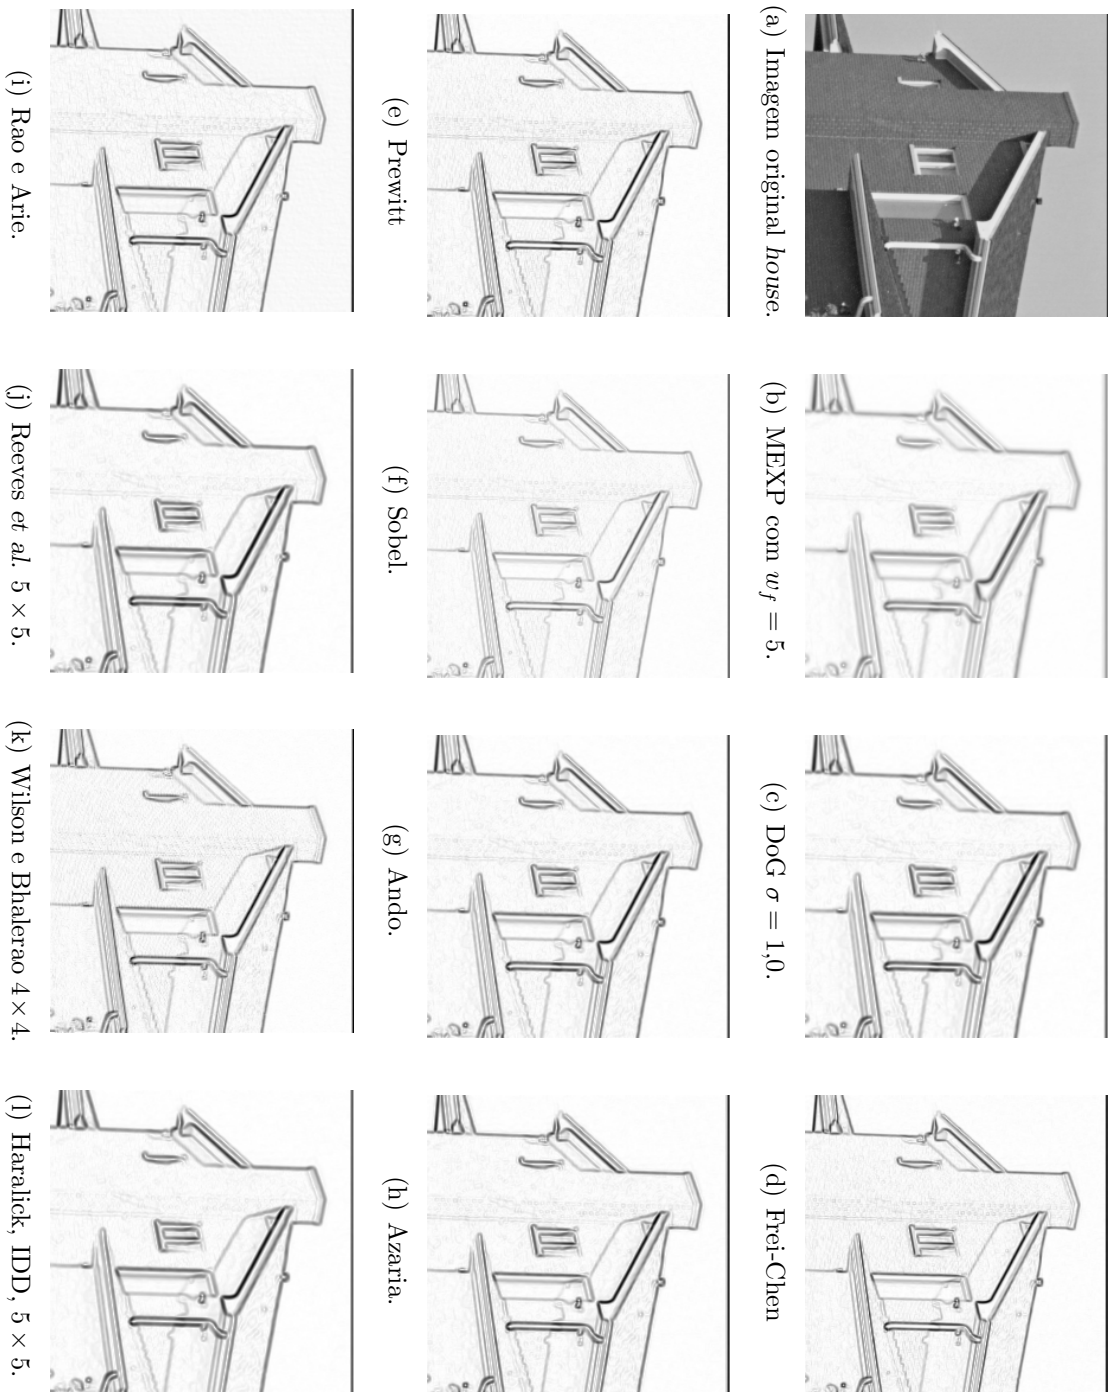 (a) Imagem original house.
(b) MEXP com w_f = 5.
(c) DoG σ = 1,0.
(d) Frei-Chen
(e) Prewitt
(f) Sobel.
(g) Ando.
(h) Azaria.
(i) Rao e Arie.
(j) Reeves et al. 5 × 5.
(k) Wilson e Bhalerao 4×4.
(l) Haralick, IDD, 5 × 5.